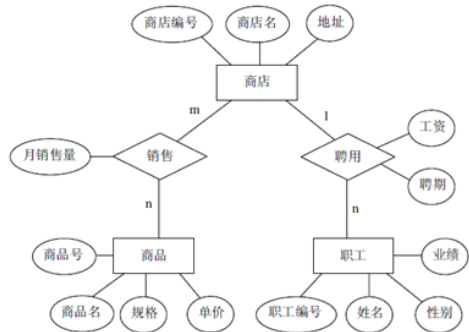 商店编号
商店名
地址
商店
m
1
工资
月销售量
销售
聘用
聘期
n
n
商品号
商品
职工
业绩
商品名
规格
单价
职工编号
姓名
性别